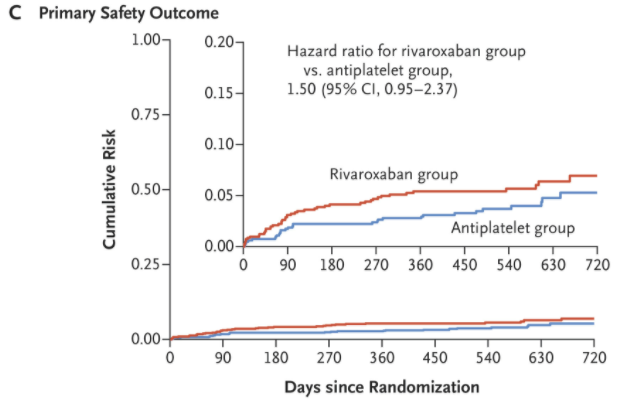 C Primary Safety Outcome
1.00
0.75
0.50
0.25
0.00
Cumulative Risk
0.20
0.15
0.10
0.05
0.00
Hazard ratio for rivaroxaban group
vs. antiplatelet group,
1.50 (95% CI, 0.95–2.37)
Rivaroxaban group
Antiplatelet group
0 90 180 270 360 450 540 630 720
0 90 180 270 360 450 540 630 720
Days since Randomization